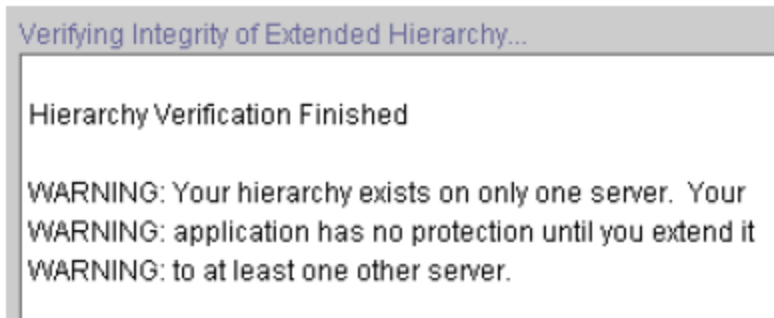 Verifying Integrity of Extended Hierarchy...
Hierarchy Verification Finished
WARNING: Your hierarchy exists on only one server.  Your
WARNING: application has no protection until you extend it
WARNING: to at least one other server.